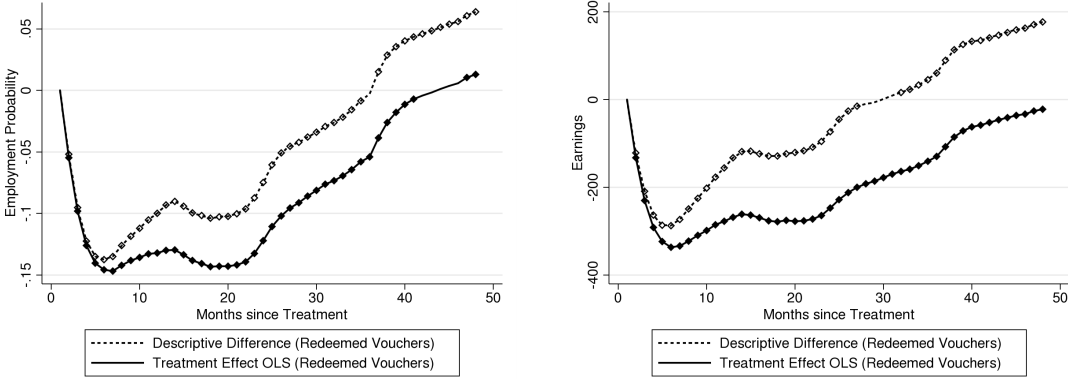 Employment Probability
.05
0
-.05
-.1
-.15
0 10 20 30 40 50
Months since Treatment
Descriptive Difference (Redeemed Vouchers)
Treatment Effect OLS (Redeemed Vouchers)
Earnings
200
0
-200
-400
0 10 20 30 40 50
Months since Treatment
Descriptive Difference (Redeemed Vouchers)
Treatment Effect OLS (Redeemed Vouchers)